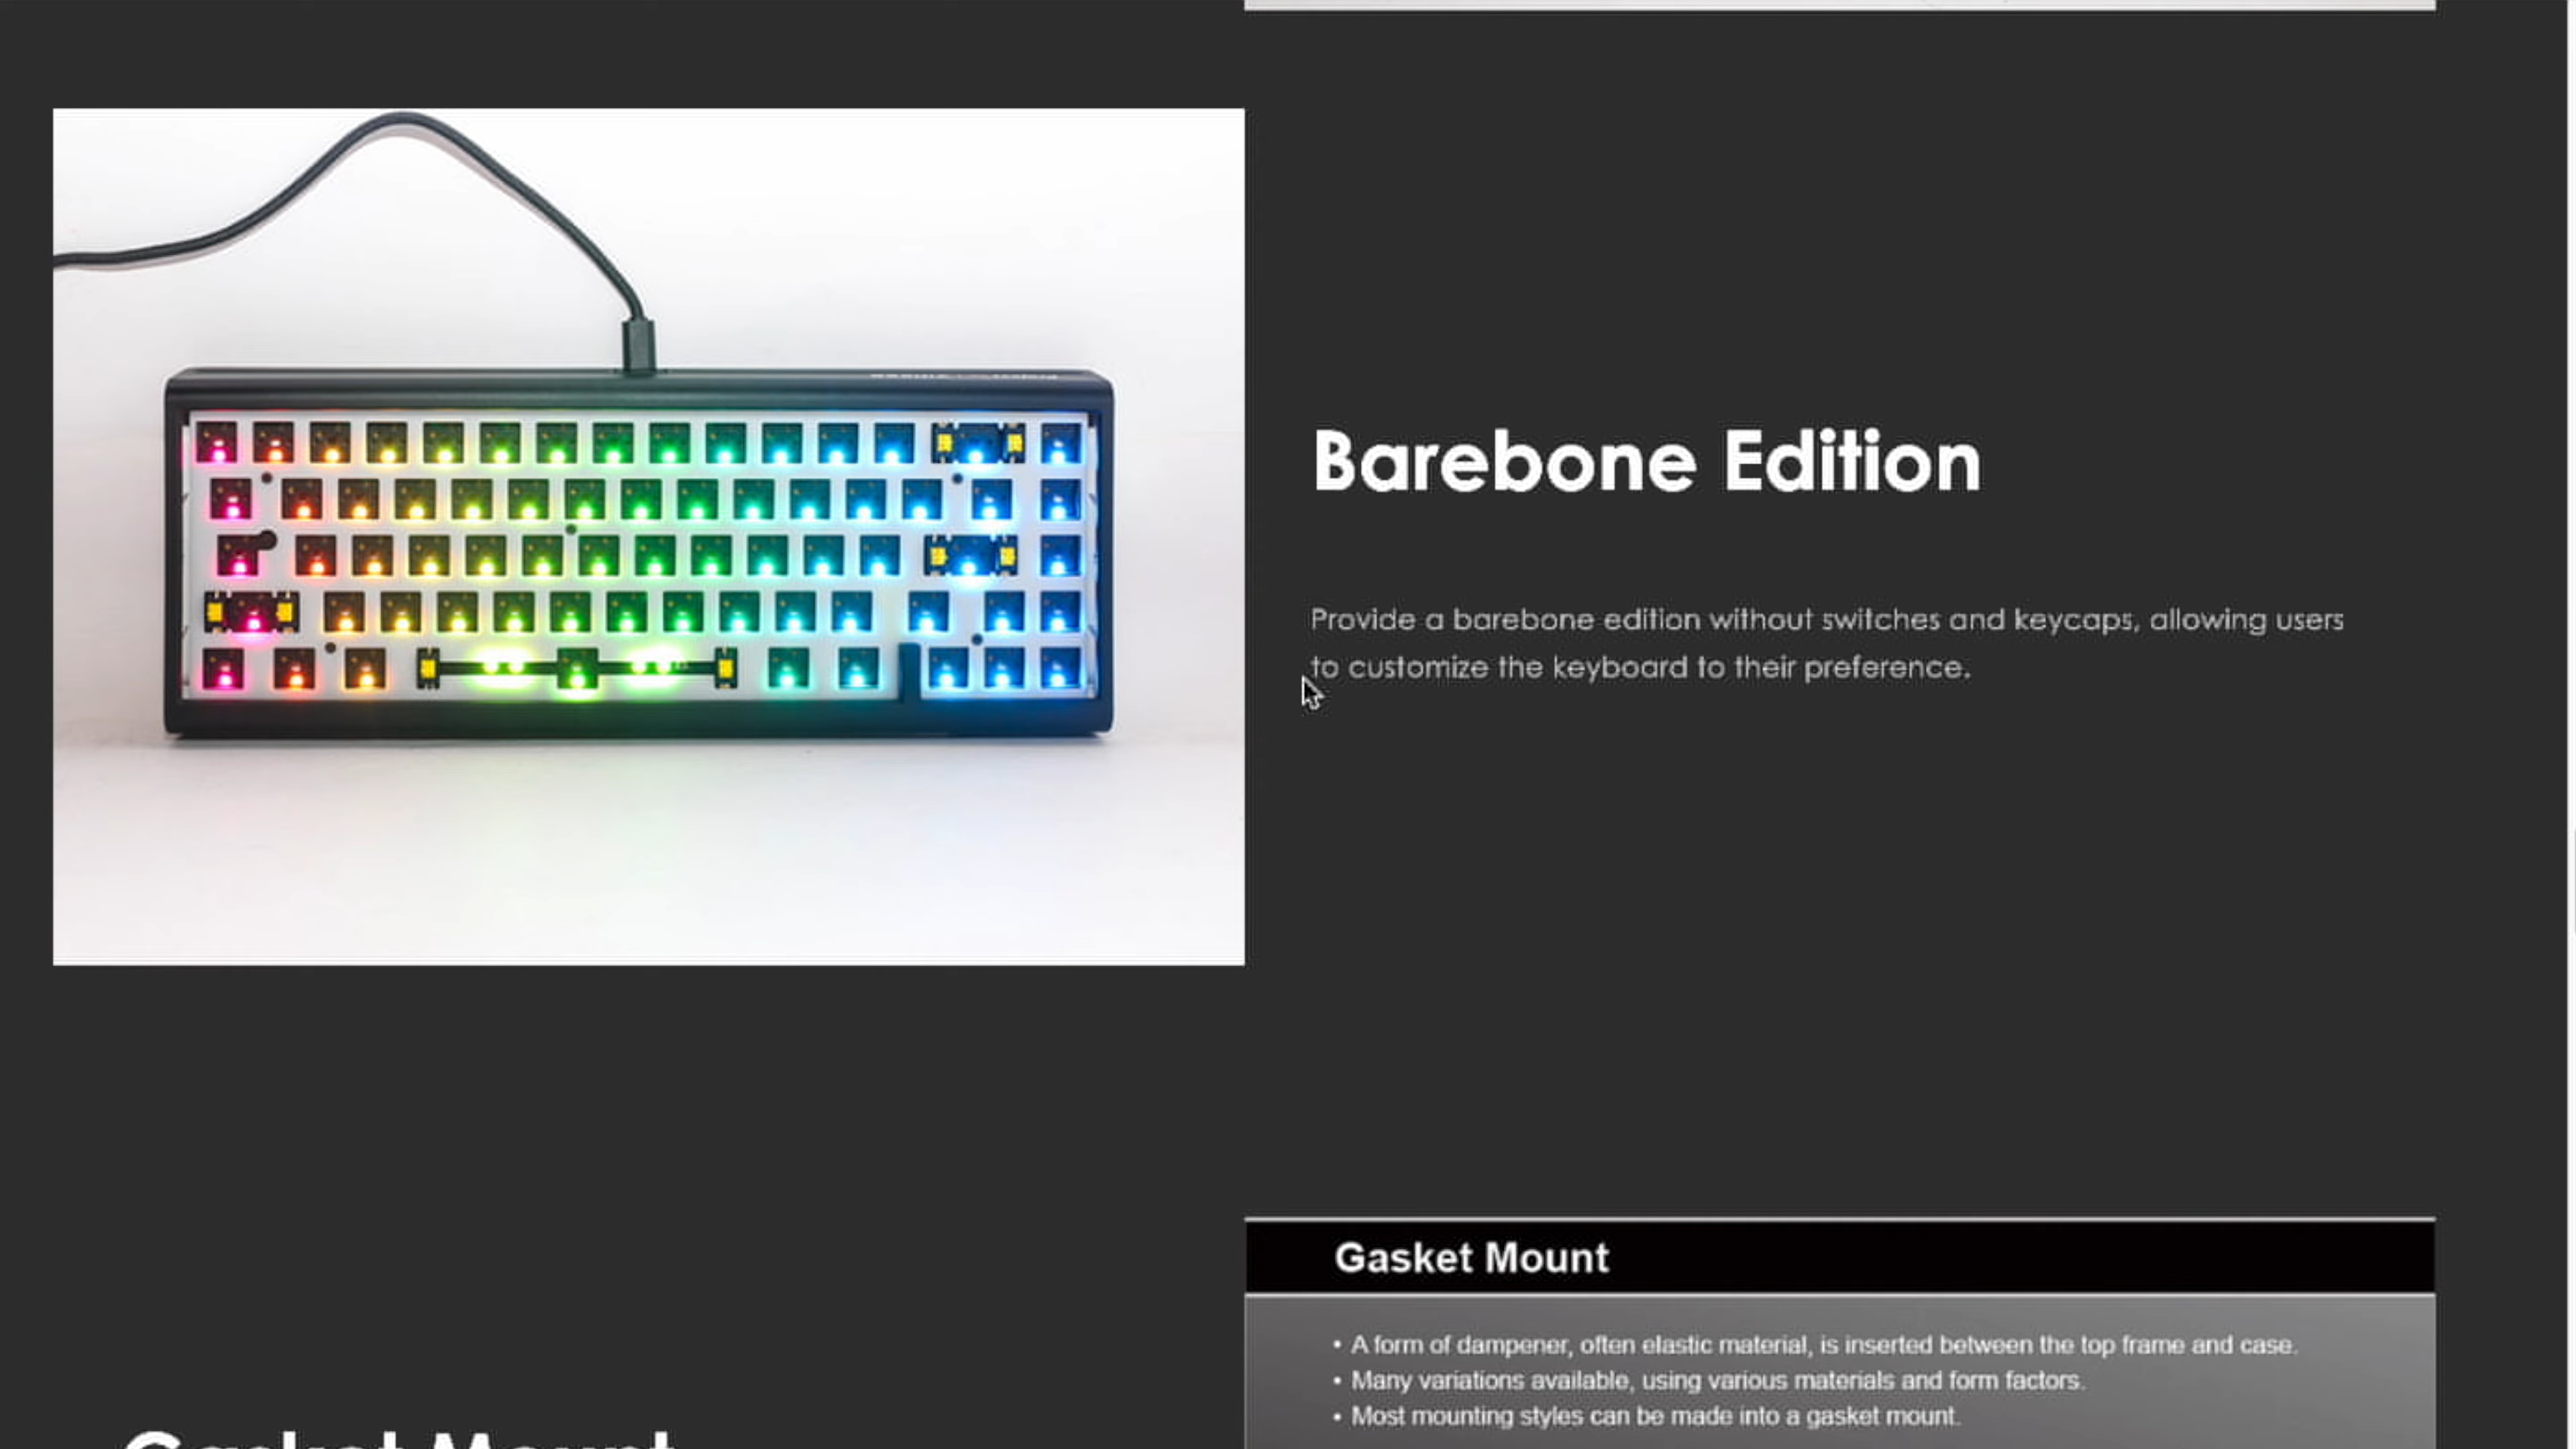 Barebone Edition
Provide a barebone edition without switches and keycaps, allowing users
to customize the keyboard to their preference.
Gasket Mount
• A form of dampener, often elastic material, is inserted between the top frame and case.
• Many variations available, using various materials and form factors.
• Most mounting styles can be made into a gasket mount.
Gasket Mount